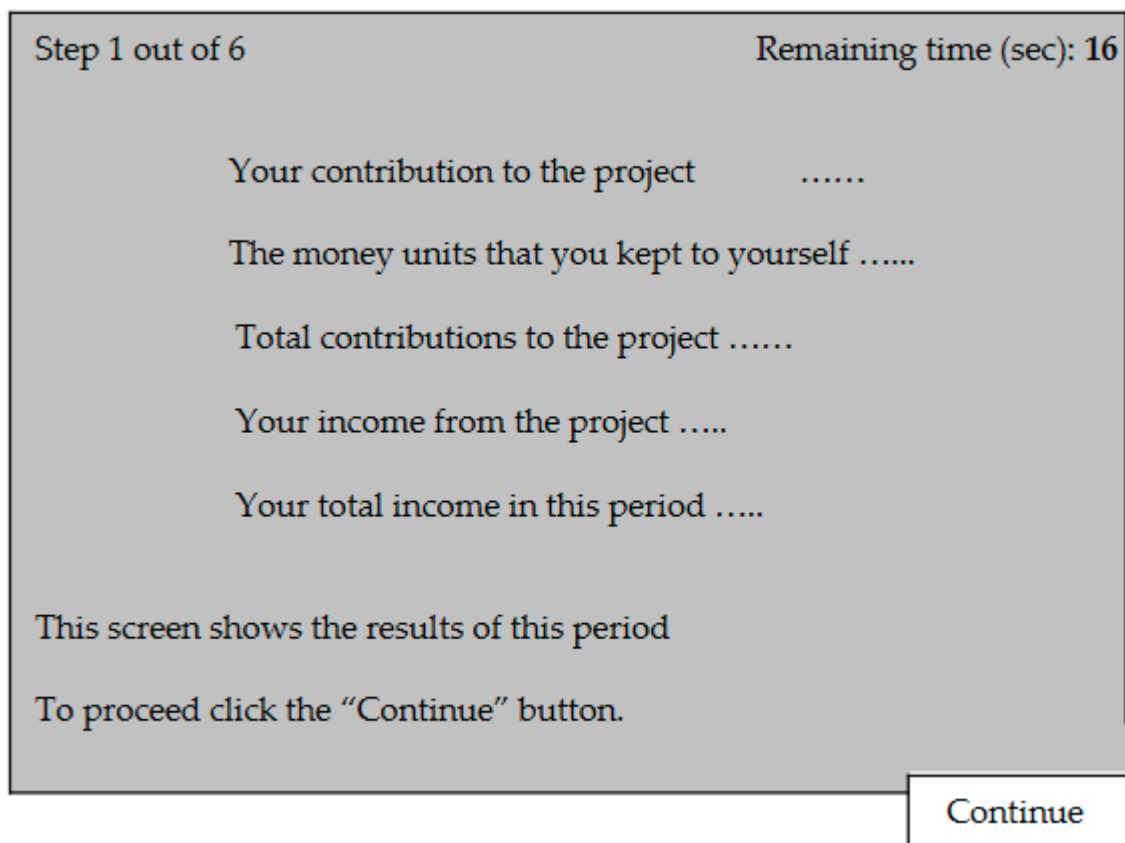 Step 1 out of 6 Remaining time (sec): 16
Your contribution to the project ……
The money units that you kept to yourself …...
Total contributions to the project ……
Your income from the project …..
Your total income in this period …..
This screen shows the results of this period
To proceed click the “Continue” button.
Continue